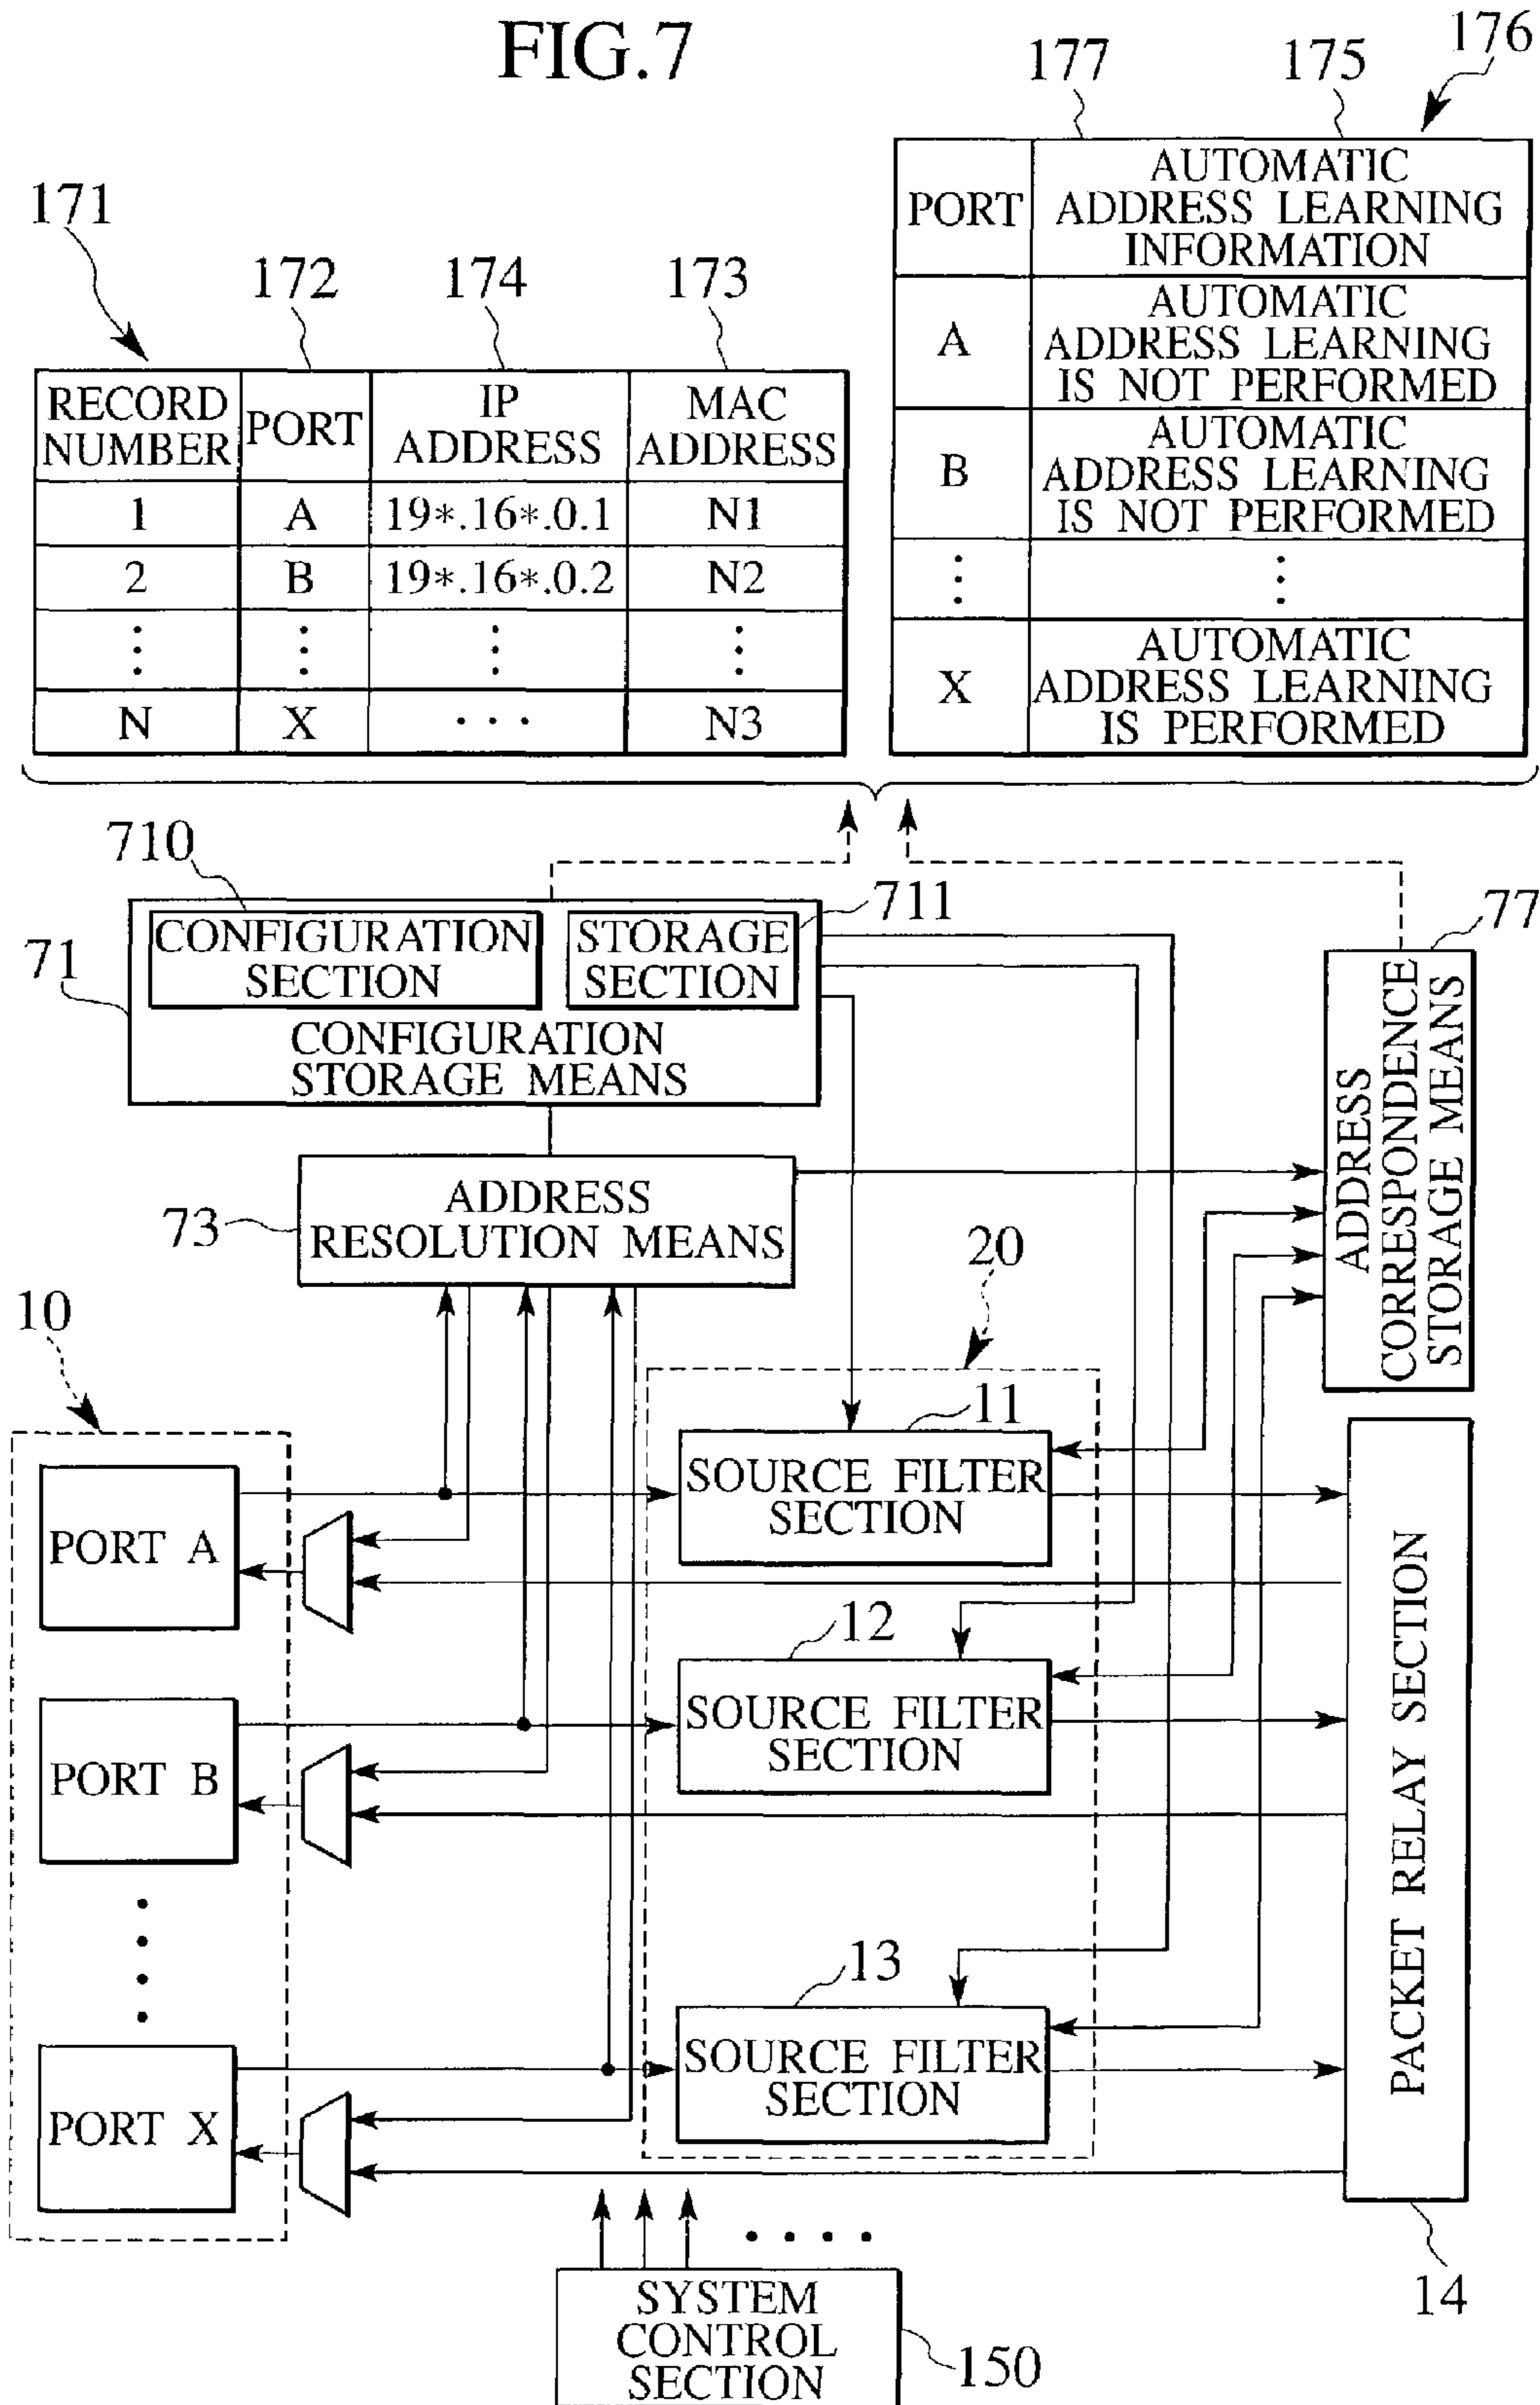 FIG.7
176
177
175
PORT
AUTOMATIC
ADDRESS LEARNING
INFORMATION
A
AUTOMATIC
ADDRESS LEARNING
IS NOT PERFORMED
B
AUTOMATIC
ADDRESS LEARNING
IS NOT PERFORMED
X
AUTOMATIC
ADDRESS LEARNING
IS PERFORMED
171
172
174
173
RECORD
NUMBER
PORT
IP
ADDRESS
MAC
ADDRESS
1
A
19*.16*.0.1
N1
2
B
19*.16*.0.2
N2
N
X
N3
710
CONFIGURATION
SECTION
711
STORAGE
SECTION
71
CONFIGURATION
STORAGE MEANS
77
ADDRESS
CORRESPONDENCE
STORAGE MEANS
73
ADDRESS
RESOLUTION MEANS
20
10
11
PORT A
SOURCE FILTER
SECTION
12
PORT B
SOURCE FILTER
SECTION
13
PORT X
SOURCE FILTER
SECTION
PACKET RELAY SECTION
14
SYSTEM
CONTROL
SECTION
150